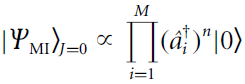 |Ψ_MI⟩_{J=0} ∝ ∏_{i=1}^{M} (â_i^†)^n |0⟩